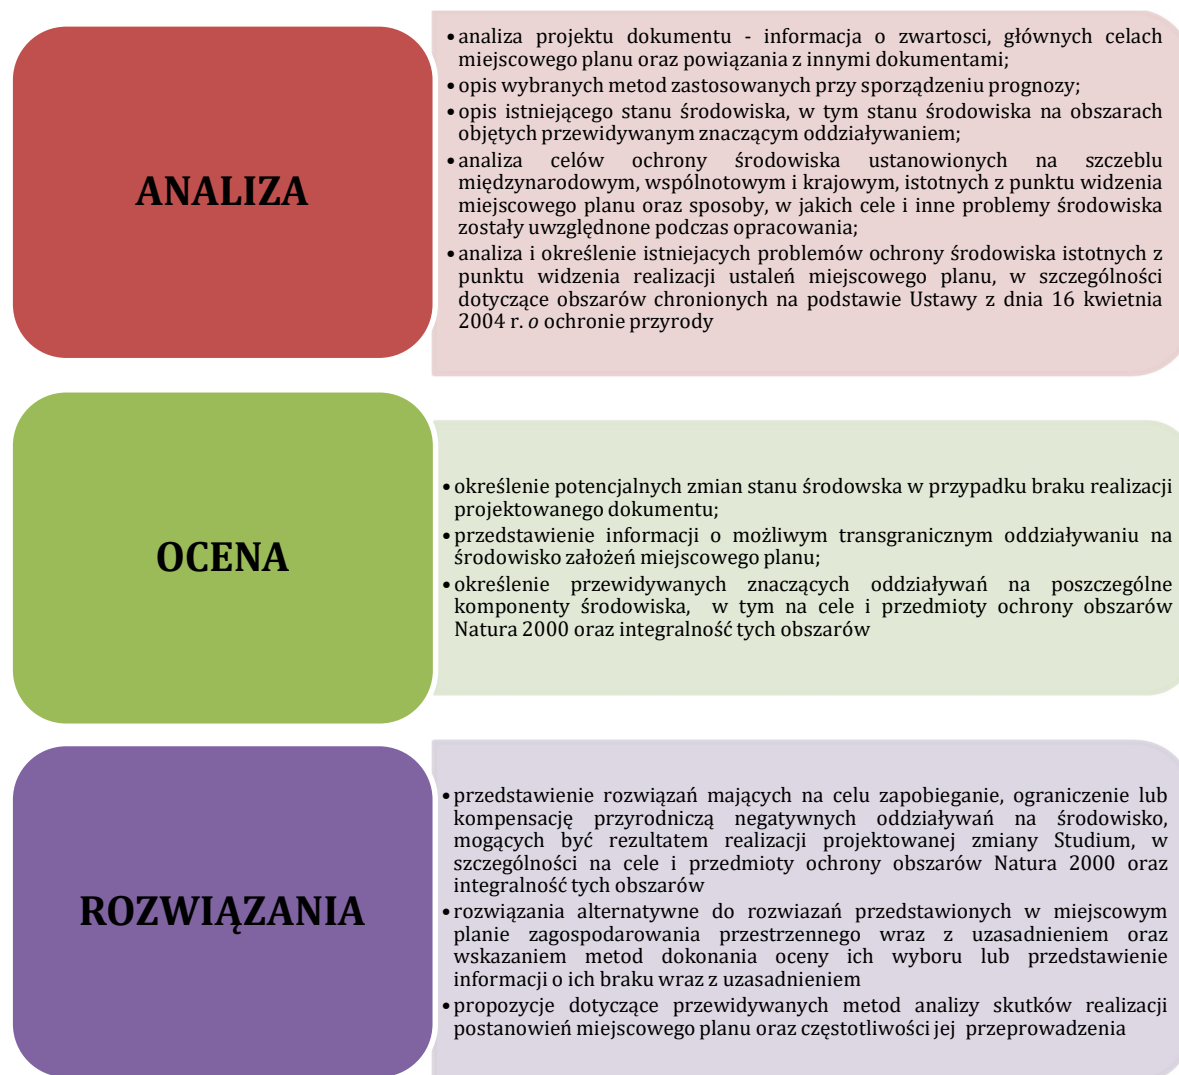 ANALIZA
•analiza projektu dokumentu - informacja o zwartosci, głównych celach
miejscowego planu oraz powiązania z innymi dokumentami;
•opis wybranych metod zastosowanych przy sporządzeniu prognozy;
•opis istniejącego stanu środowiska, w tym stanu środowiska na obszarach
objętych przewidywanym znaczącym oddziaływaniem;
•analiza celów ochrony środowiska ustanowionych na szczeblu
międzynarodowym, wspólnotowym i krajowym, istotnych z punktu widzenia
miejscowego planu oraz sposoby, w jakich cele i inne problemy środowiska
zostały uwzględnone podczas opracowania;
•analiza i określenie istniejacych problemów ochrony środowiska istotnych z
punktu widzenia realizacji ustaleń miejscowego planu, w szczególności
dotyczące obszarów chronionych na podstawie Ustawy z dnia 16 kwietnia
2004 r. o ochronie przyrody
OCENA
•określenie potencjalnych zmian stanu środowska w przypadku braku realizacji
projektowanego dokumentu;
•przedstawienie informacji o możliwym transgranicznym oddziaływaniu na
środowisko założeń miejscowego planu;
•określenie przewidywanych znaczących oddziaływań na poszczególne
komponenty środowiska, w tym na cele i przedmioty ochrony obszarów
Natura 2000 oraz integralność tych obszarów
ROZWIĄZANIA
•przedstawienie rozwiązań mających na celu zapobieganie, ograniczenie lub
kompensację przyrodniczą negatywnych oddziaływań na środowisko,
mogących być rezultatem realizacji projektowanej zmiany Studium, w
szczególności na cele i przedmioty ochrony obszarów Natura 2000 oraz
integralność tych obszarów
•rozwiązania alternatywne do rozwiazań przedstawionych w miejscowym
planie zagospodarowania przestrzennego wraz z uzasadnieniem oraz
wskazaniem metod dokonania oceny ich wyboru lub przedstawienie
informacji o ich braku wraz z uzasadnieniem
•propozycje dotyczące przewidywanych metod analizy skutków realizacji
postanowień miejscowego planu oraz częstotliwości jej przeprowadzenia